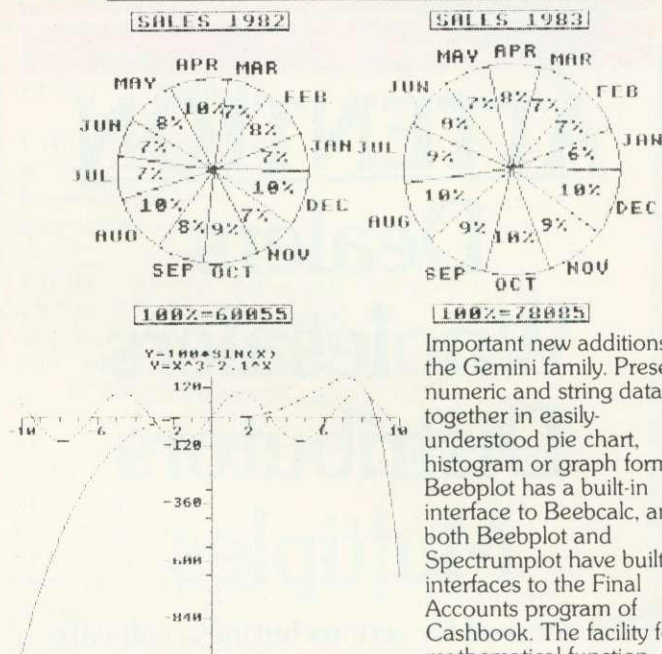 SALES 1982
SALES 1983
MAY APR MAR
FEB
JUN
JAN
JUL
DEC
AUG
NOV
SEP OCT
10% 7%
8%
8%
7%
7%
7%
10%
10%
7%
8% 9%
MAY APR MAR
JUN
FEB
JAN
JUL
DEC
AUG
NOV
SEP
OCT
7% 8% 7%
8%
7%
9%
6%
10%
10%
9%
9%
10%
100%=60055
100%=78085
Y=100*SIN(X)
Y=X^3-2.1^X
120
-10
-6
10
-120
-360
-600
-840
Important new additions
the Gemini family. Prese
numeric and string data
together in easily-
understood pie chart,
histogram or graph form
Beebplot has a built-in
interface to Beebcalc, an
both Beebplot and
Spectrumplot have built
interfaces to the Final
Accounts program of
Cashbook. The facility f
mathematical function